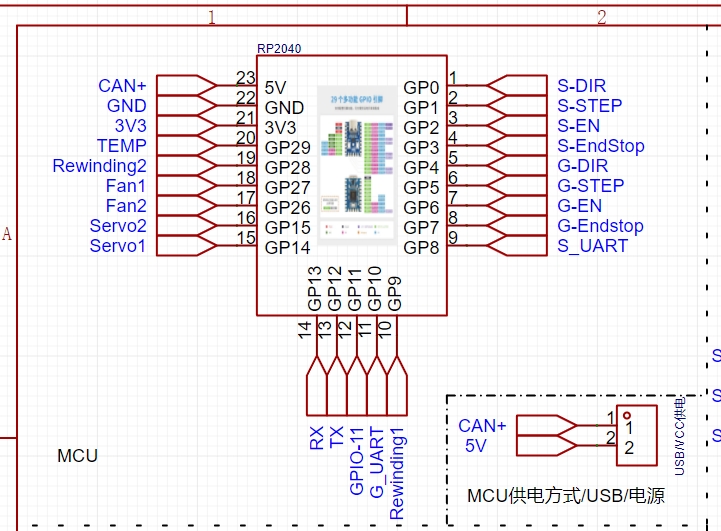 1
2
RP2040
CAN+ 23 5V
GND 22 GND
3V3 21 3V3
TEMP 20 GP29
Rewinding2 19 GP28
Fan1 18 GP27
Fan2 17 GP26
Servo2 16 GP15
Servo1 15 GP14
GP0 1 S-DIR
GP1 2 S-STEP
GP2 3 S-EN
GP3 4 S-EndStop
GP4 5 G-DIR
GP5 6 G-STEP
GP6 7 G-EN
GP7 8 G-Endstop
GP8 9 S_UART
A
GP13 14 RX
GP12 13 TX
GP11 12 GPIO-11
GP10 11 G_UART
GP9 10 Rewinding1
MCU
CAN+ 1 1
5V 2 2
USB/VCC供电
MCU供电方式/USB/电源
S
S
S